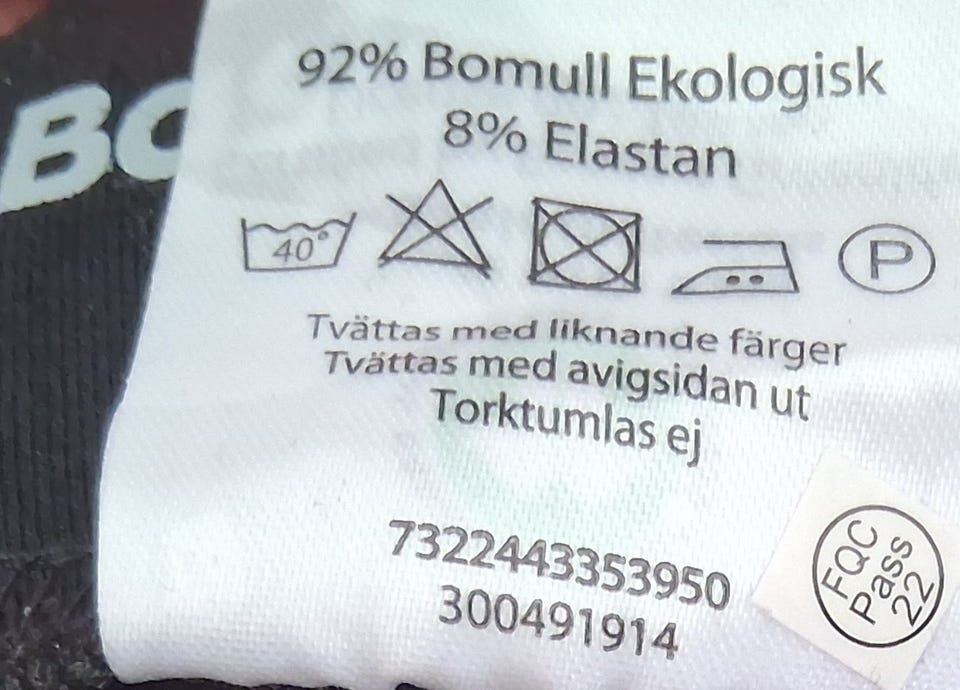 BO
92% Bomull Ekologisk
8% Elastan
40°
P
Tvättas med liknande färger
Tvättas med avigsidan ut
Torktumlas ej
7322443353950
300491914
FQC
Pass
22